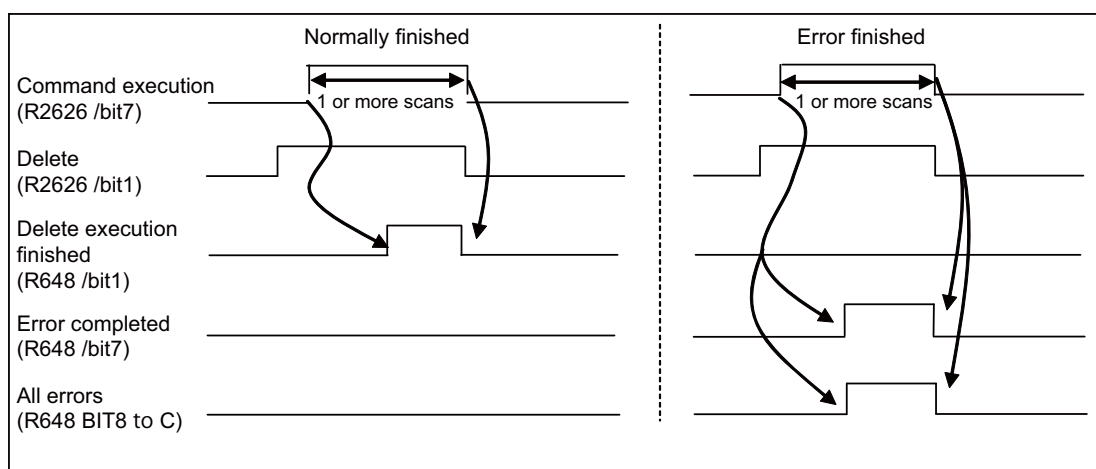 Normally finished
Error finished
Command execution
(R2626 /bit7)
1 or more scans
1 or more scans
Delete
(R2626 /bit1)
Delete execution
finished
(R648 /bit1)
Error completed
(R648 /bit7)
All errors
(R648 BIT8 to C)